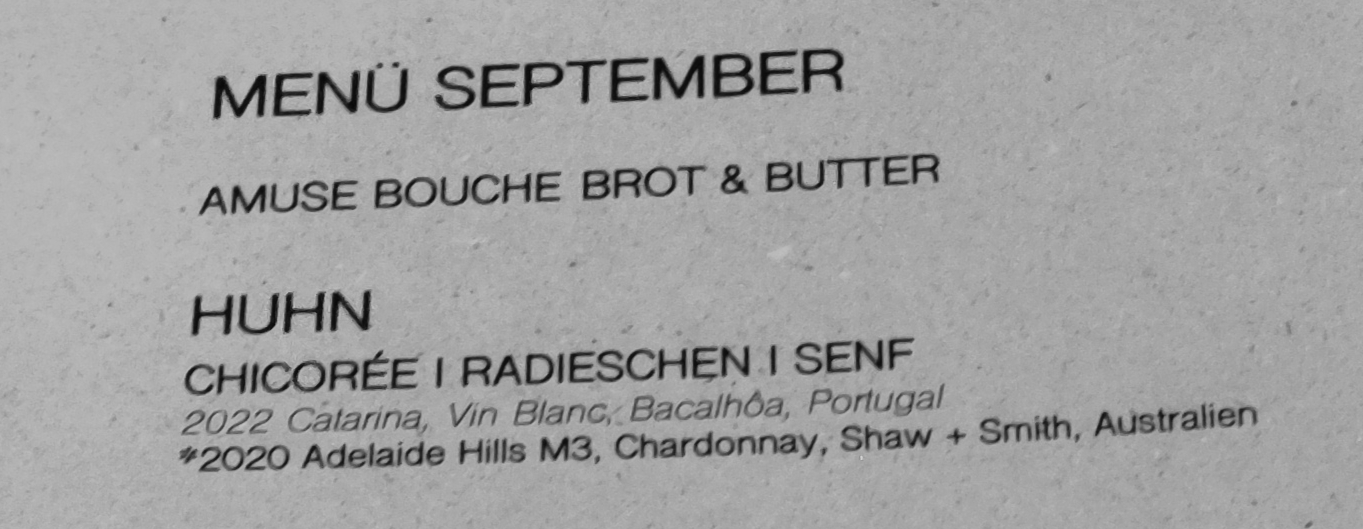 MENÜ SEPTEMBER
AMUSE BOUCHE BROT & BUTTER
HUHN
CHICORÉE I RADIESCHEN I SENF
2022 Catarina, Vin Blanc, Bacalhôa, Portugal
*2020 Adelaide Hills M3, Chardonnay, Shaw + Smith, Australien